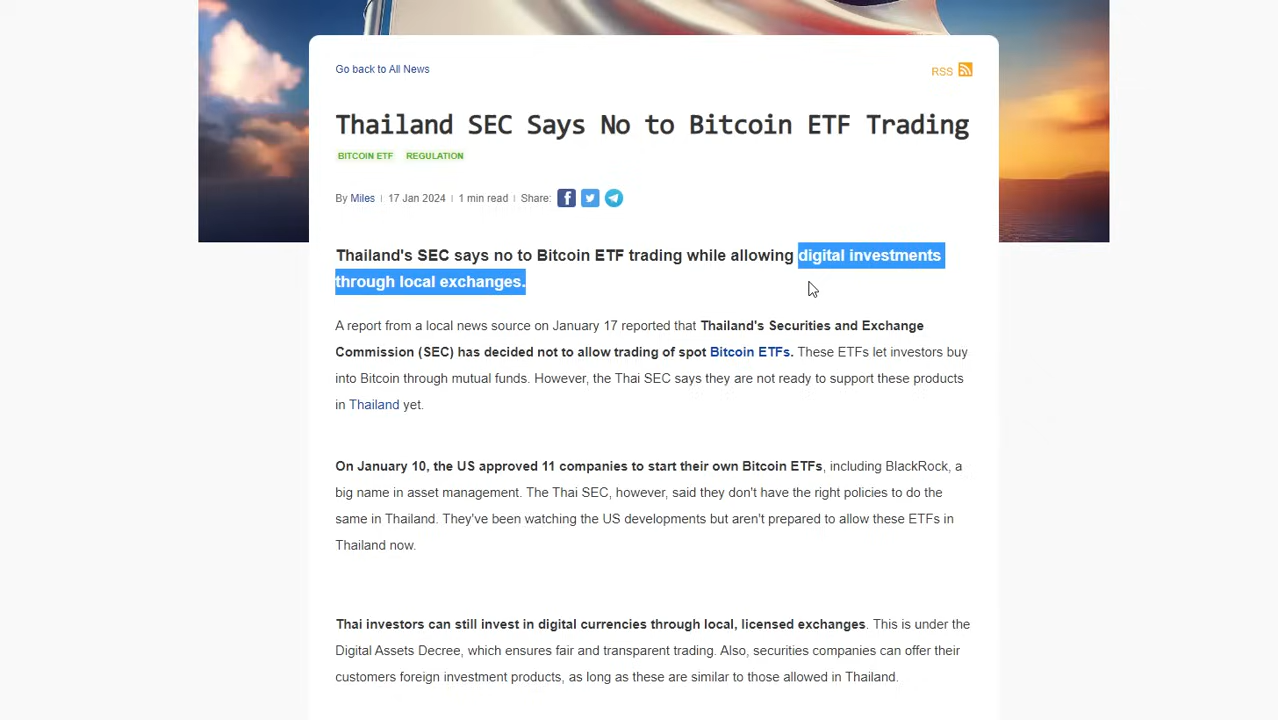 Go back to All News
RSS
Thailand SEC Says No to Bitcoin ETF Trading
BITCOIN ETF REGULATION
By Miles | 17 Jan 2024 | 1 min read | Share:
Thailand's SEC says no to Bitcoin ETF trading while allowing digital investments
through local exchanges.
A report from a local news source on January 17 reported that Thailand's Securities and Exchange
Commission (SEC) has decided not to allow trading of spot Bitcoin ETFs. These ETFs let investors buy
into Bitcoin through mutual funds. However, the Thai SEC says they are not ready to support these products
in Thailand yet.
On January 10, the US approved 11 companies to start their own Bitcoin ETFs, including BlackRock, a
big name in asset management. The Thai SEC, however, said they don't have the right policies to do the
same in Thailand. They've been watching the US developments but aren't prepared to allow these ETFs in
Thailand now.
Thai investors can still invest in digital currencies through local, licensed exchanges. This is under the
Digital Assets Decree, which ensures fair and transparent trading. Also, securities companies can offer their
customers foreign investment products, as long as these are similar to those allowed in Thailand.